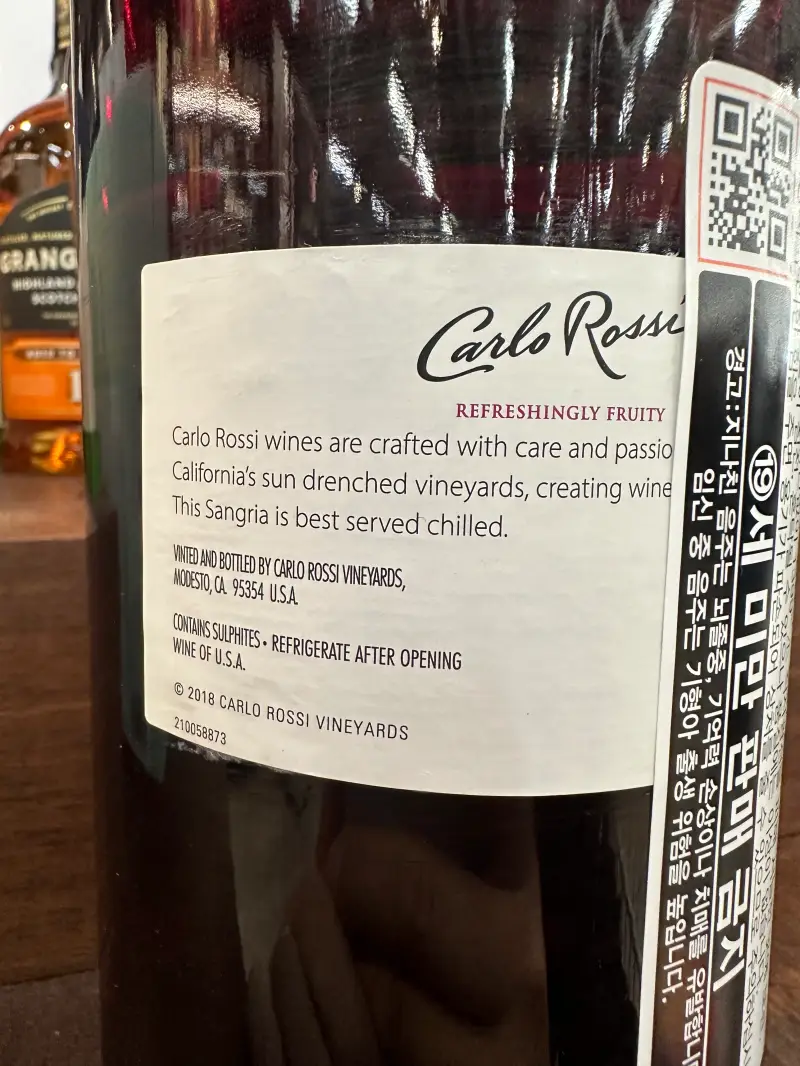 Carlo Rossi
REFRESHINGLY FRUITY
Carlo Rossi wines are crafted with care and passio
California's sun drenched vineyards, creating wine
This Sangria is best served chilled.
VINTED AND BOTTLED BY CARLO ROSSI VINEYARDS,
MODESTO, CA 95354 U.S.A.
CONTAINS SULPHITES • REFRIGERATE AFTER OPENING
WINE OF U.S.A.
© 2018 CARLO ROSSI VINEYARDS
210058873
⑲세 미만 판매 금지
경고: 지나친 음주는 뇌졸중, 기억력 손상이나 치매를 유발합니다
임신 중 음주는 기형아 출생 위험을 높입니다.
GRANG
HIGHLAND
SCOTCH